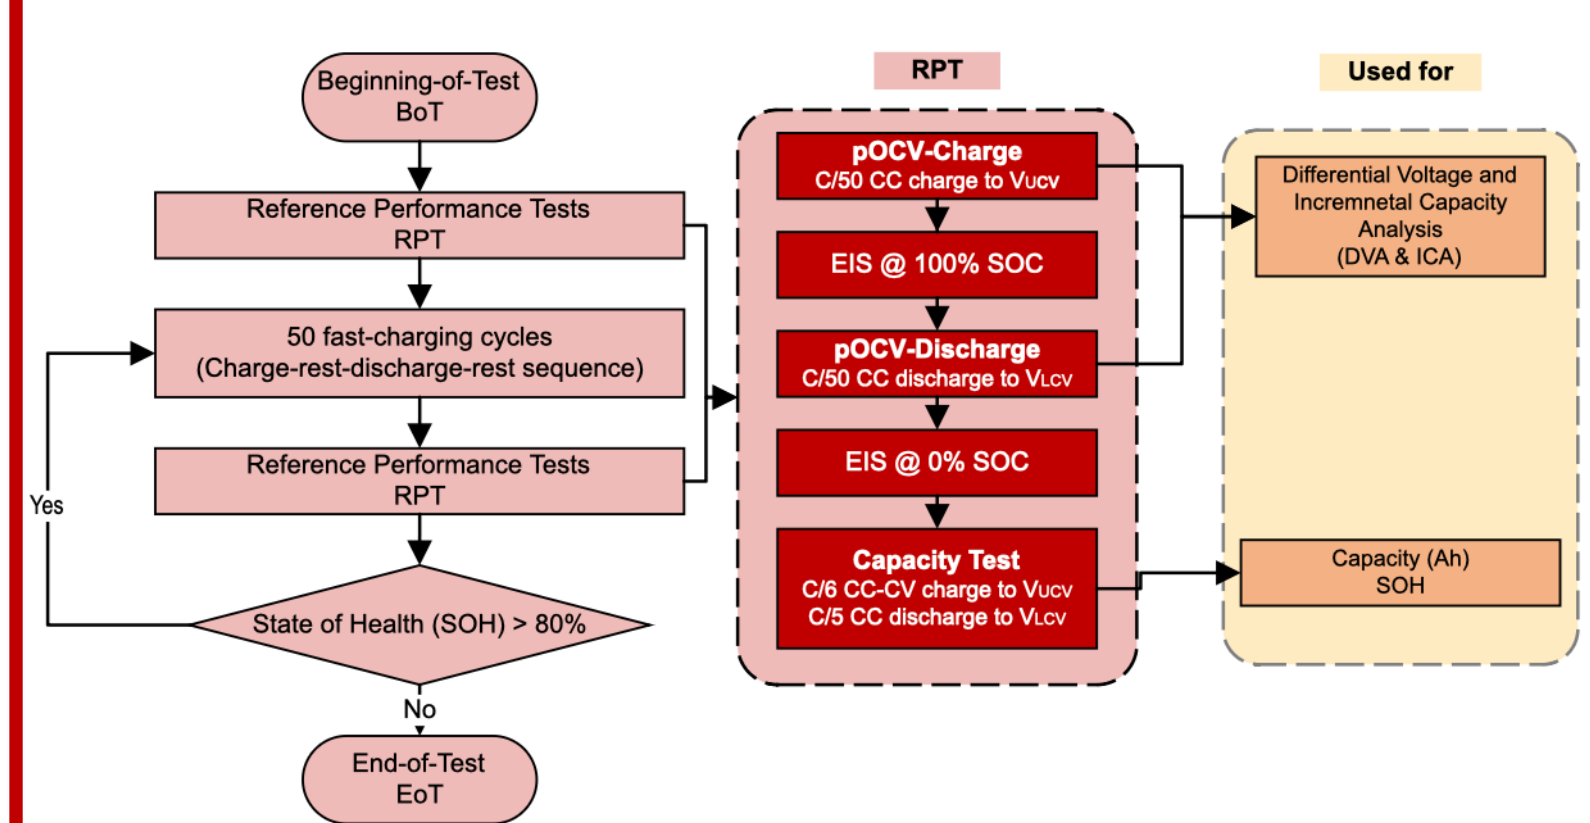 Beginning-of-Test
BoT
Reference Performance Tests
RPT
50 fast-charging cycles
(Charge-rest-discharge-rest sequence)
Reference Performance Tests
RPT
Yes
State of Health (SOH) > 80%
No
End-of-Test
EoT
RPT
pOCV-Charge
C/50 CC charge to VUCV
EIS @ 100% SOC
pOCV-Discharge
C/50 CC discharge to VLCV
EIS @ 0% SOC
Capacity Test
C/6 CC-CV charge to VUCV
C/5 CC discharge to VLCV
Used for
Differential Voltage and
Incremnetal Capacity
Analysis
(DVA & ICA)
Capacity (Ah)
SOH